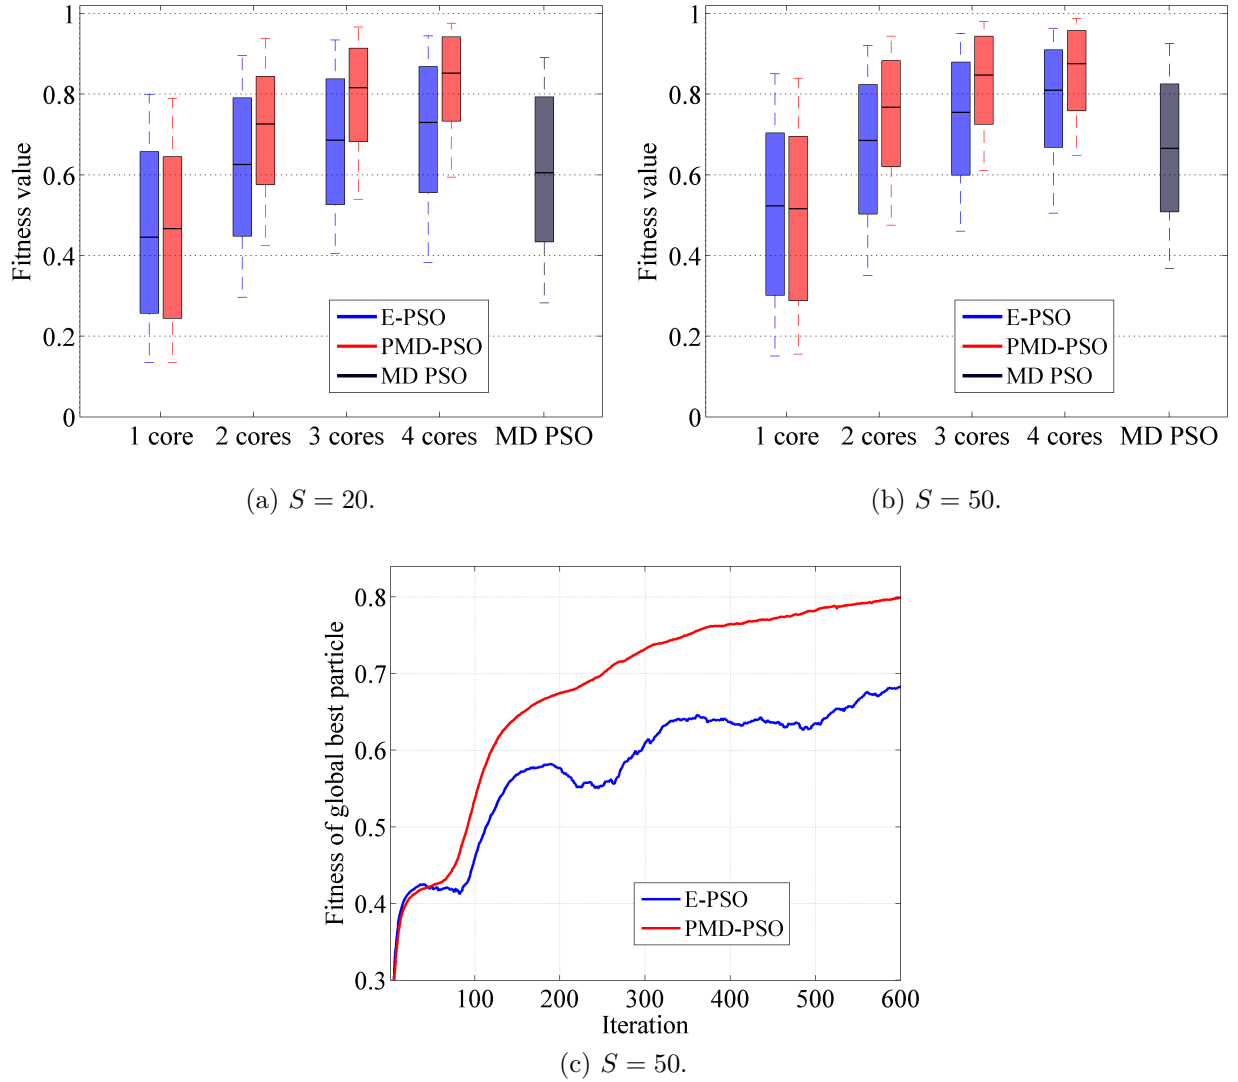 1
0.8
0.6
0.4
0.2
0
Fitness value
E-PSO
PMD-PSO
MD PSO
1 core 2 cores 3 cores 4 cores MD PSO
(a) S = 20.
1
0.8
0.6
0.4
0.2
0
Fitness value
E-PSO
PMD-PSO
MD PSO
1 core 2 cores 3 cores 4 cores MD PSO
(b) S = 50.
0.8
0.7
0.6
0.5
0.4
0.3
Fitness of global best particle
E-PSO
PMD-PSO
100 200 300 400 500 600
Iteration
(c) S = 50.